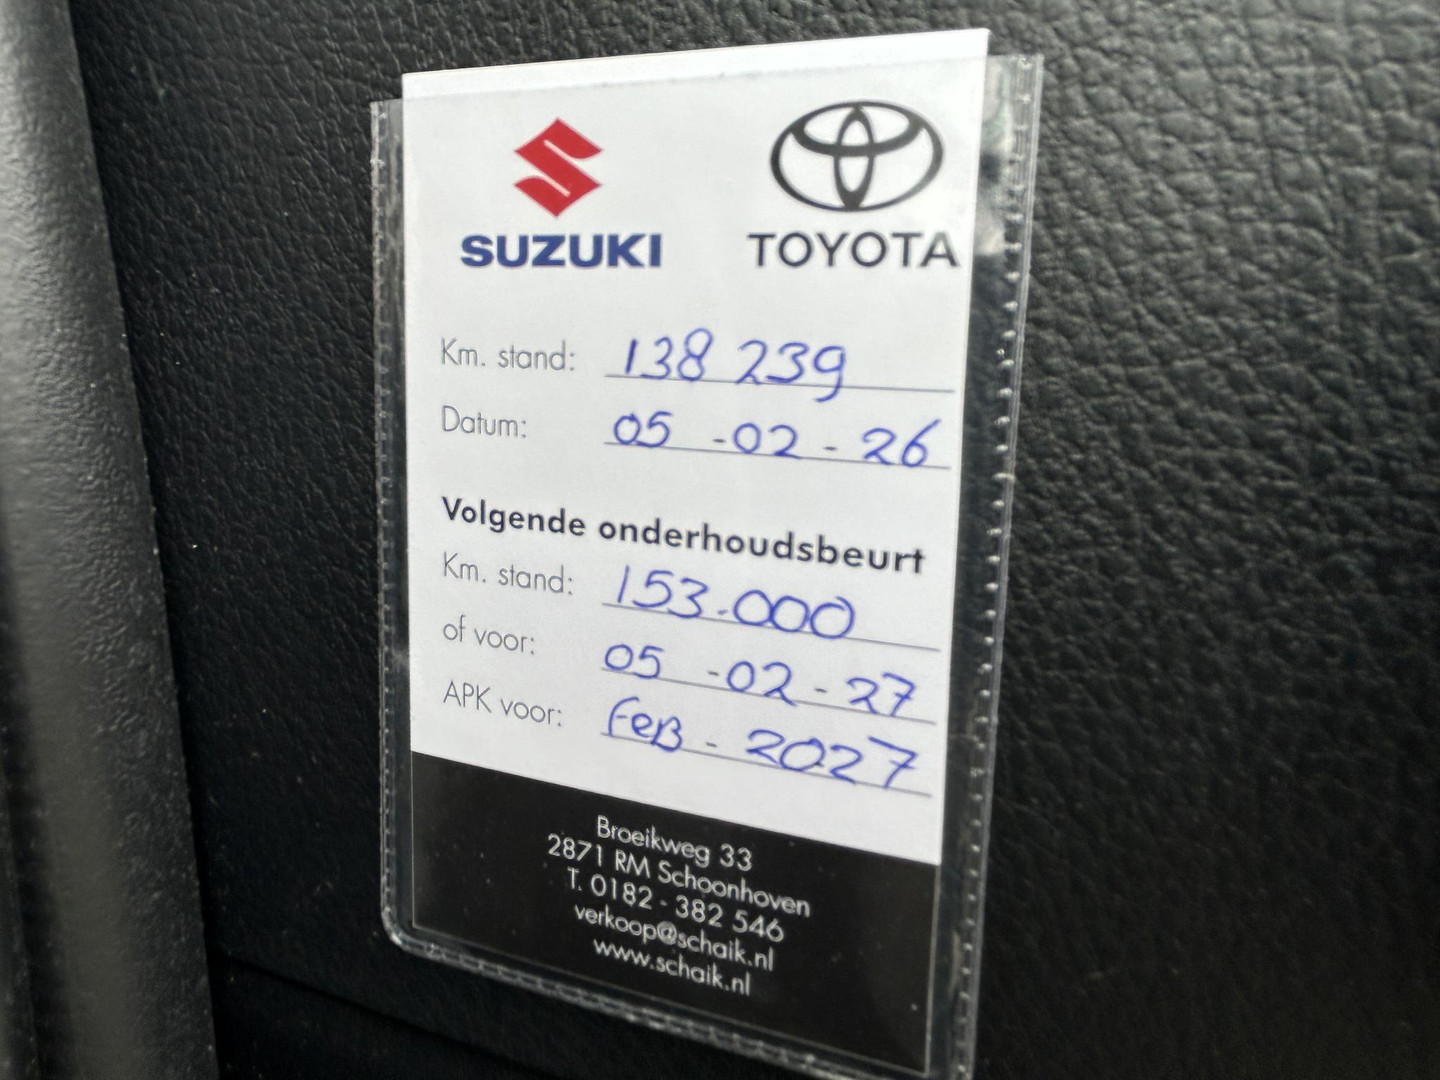 SUZUKI TOYOTA
Km. stand: 138 239
Datum: 05 - 02 - 26
Volgende onderhoudsbeurt
Km. stand: 153.000
of voor: 05 - 02 - 27
APK voor: FeB - 2027
Broeikweg 33
2871 RM Schoonhoven
T. 0182 - 382 546
verkoop@schaik.nl
www.schaik.nl